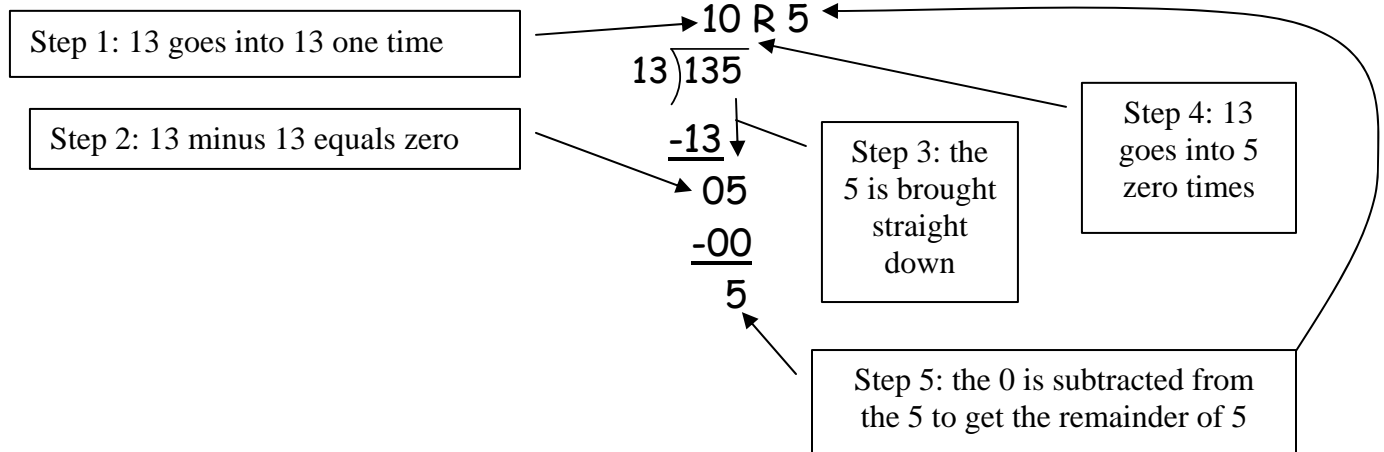 10 R 5
Step 1: 13 goes into 13 one time
13)135
Step 2: 13 minus 13 equals zero
-13
Step 3: the
5 is brought
straight
down
Step 4: 13
goes into 5
zero times
05
-00
5
Step 5: the 0 is subtracted from
the 5 to get the remainder of 5